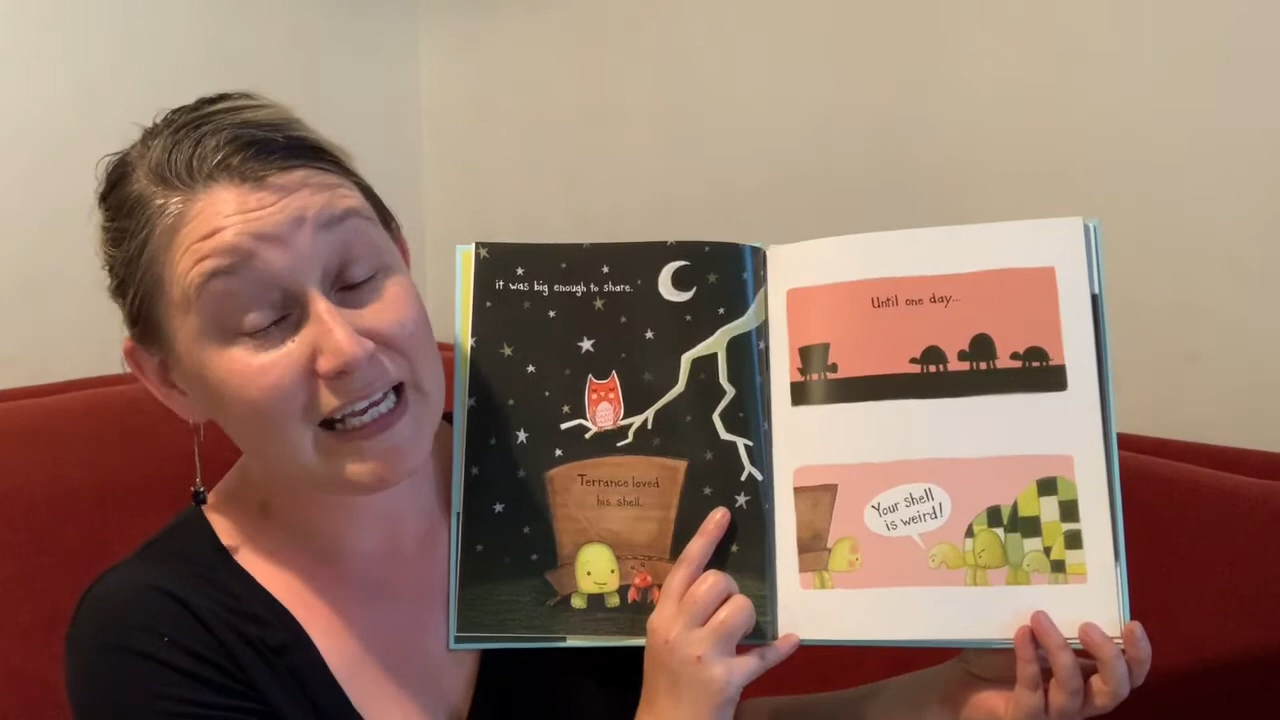 it was big enough to share.
Terrance loved
his shell.
Until one day...
Your shell
is weird!